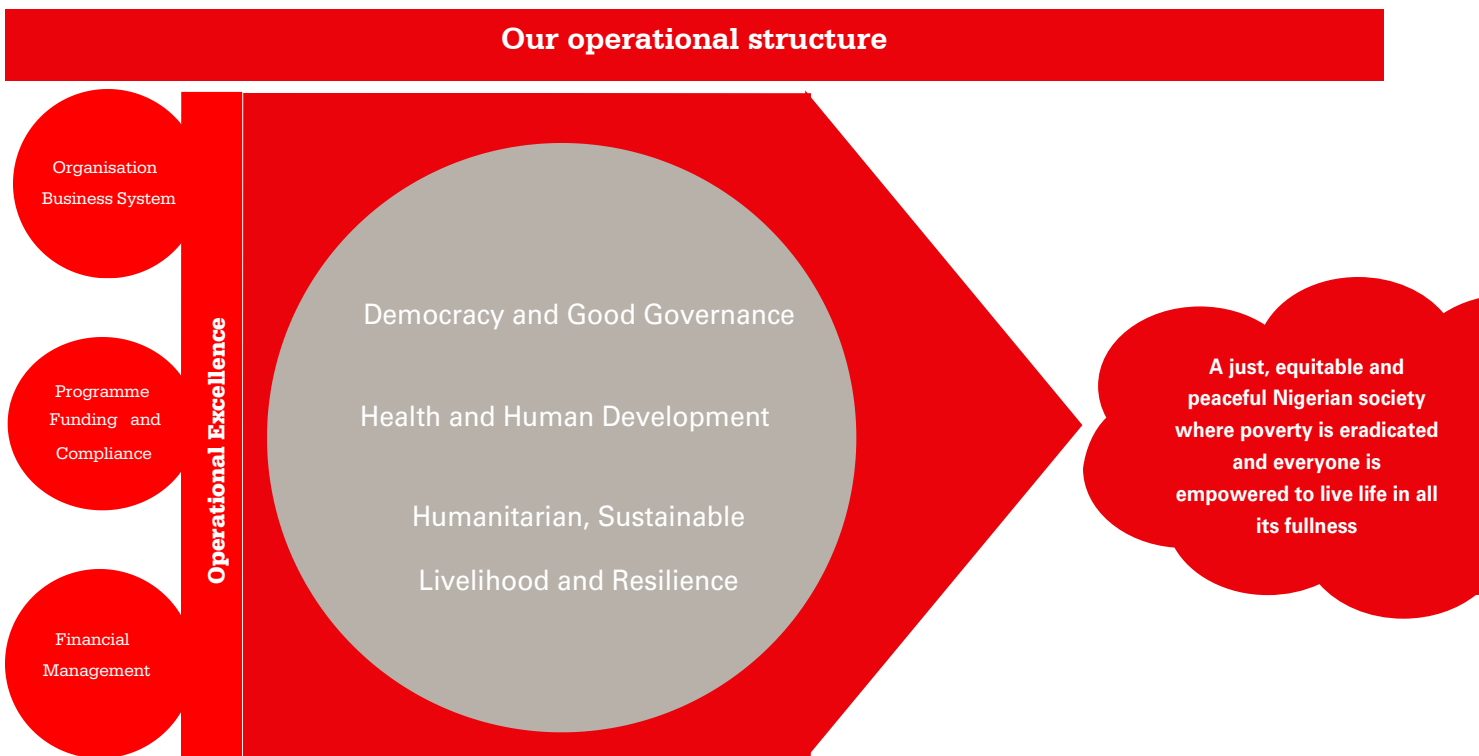 Our operational structure
Organisation
Business System
Programme
Funding and
Compliance
Financial
Management
Operational Excellence
Democracy and Good Governance
Health and Human Development
Humanitarian, Sustainable
Livelihood and Resilience
A just, equitable and
peaceful Nigerian society
where poverty is eradicated
and everyone is
empowered to live life in all
its fullness